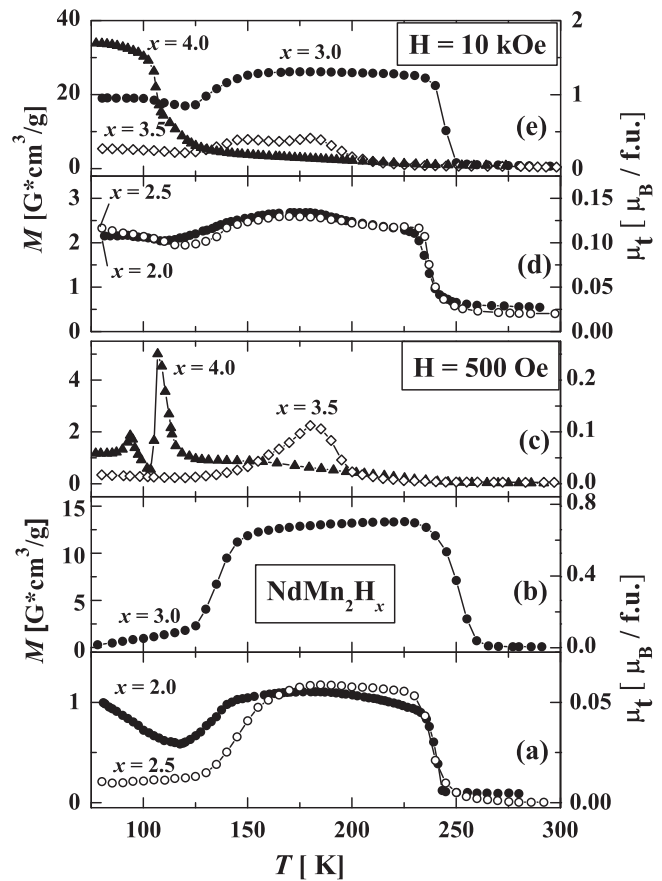 40
20
0
x = 4.0
x = 3.0
x = 3.5
H = 10 kOe
(e)
2
1
0
M [G*cm³/g]
μt [ μB / f.u.]
3
2
1
0
x = 2.5
x = 2.0
(d)
0.15
0.10
0.05
0.00
4
2
0
x = 4.0
x = 3.5
H = 500 Oe
(c)
0.2
0.1
0.0
M [G*cm³/g]
μt [ μB / f.u.]
15
10
5
0
x = 3.0
NdMn₂Hₓ
(b)
0.8
0.4
0.0
1
0
x = 2.0
x = 2.5
(a)
0.05
0.00
100 150 200 250 300
T [ K]